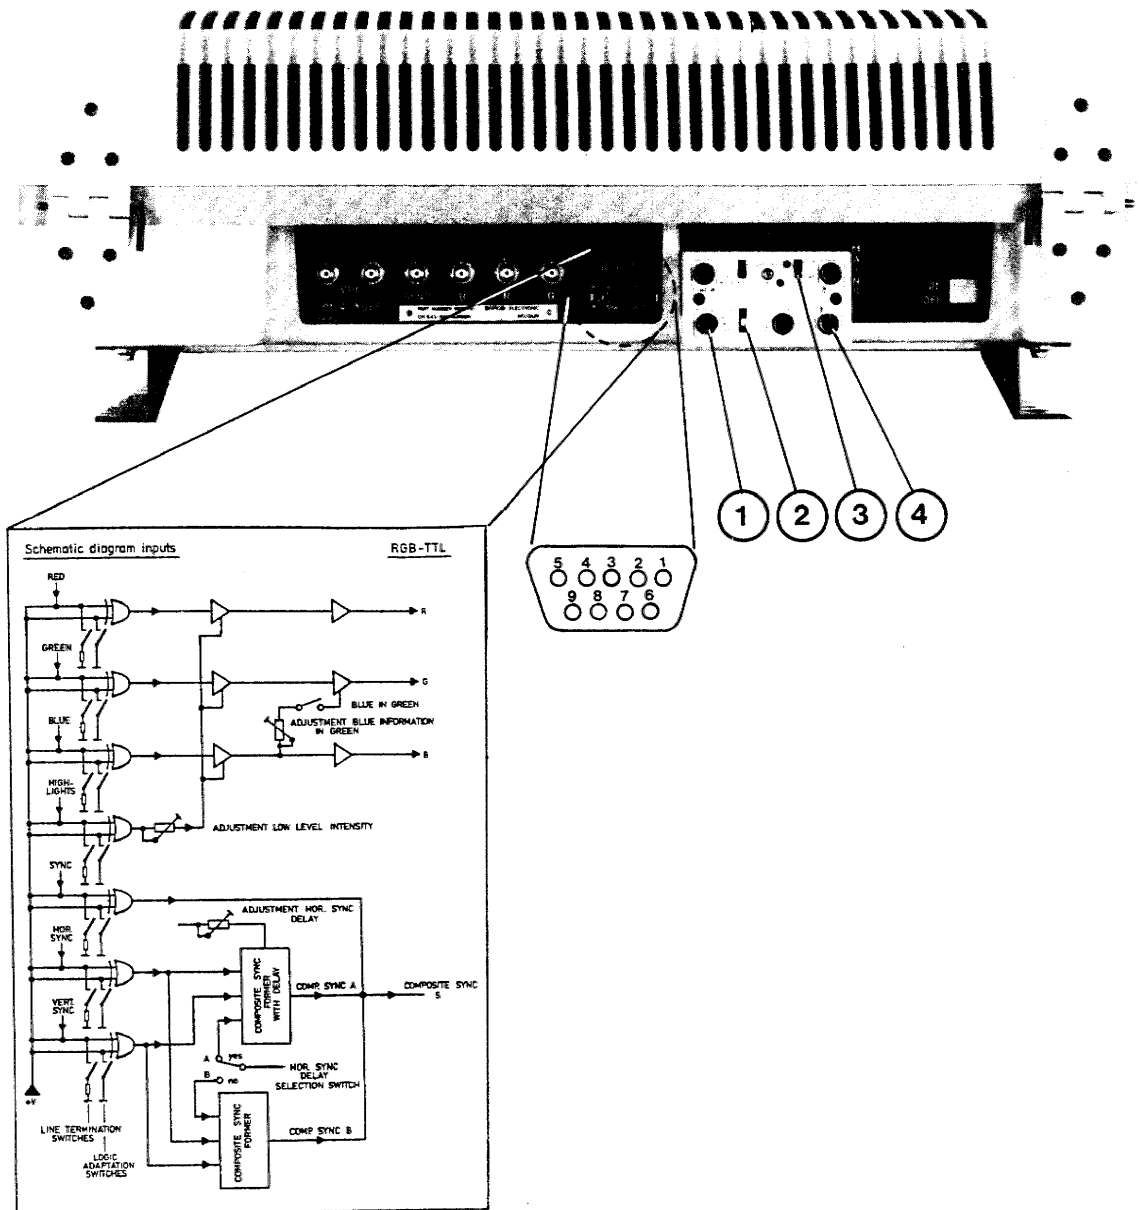 1 2 3 4
Schematic diagram inputs
RGB-TTL
5 4 3 2 1
9 8 7 6
RED
R
GREEN
G
BLUE IN GREEN
BLUE
ADJUSTMENT BLUE INFORMATION
IN GREEN
B
HIGH-
LIGHTS
ADJUSTMENT LOW LEVEL INTENSITY
SYNC
ADJUSTMENT HOR. SYNC
DELAY
HOR.
SYNC
COMPOSITE SYNC
FORMER
WITH DELAY
COMP. SYNC A
COMPOSITE SYNC
S
VERT.
SYNC
A yes
B no
HOR. SYNC
DELAY
SELECTION SWITCH
+V
COMPOSITE SYNC
FORMER
COMP. SYNC B
LINE TERMINATION
SWITCHES
LOGIC
ADAPTATION
SWITCHES